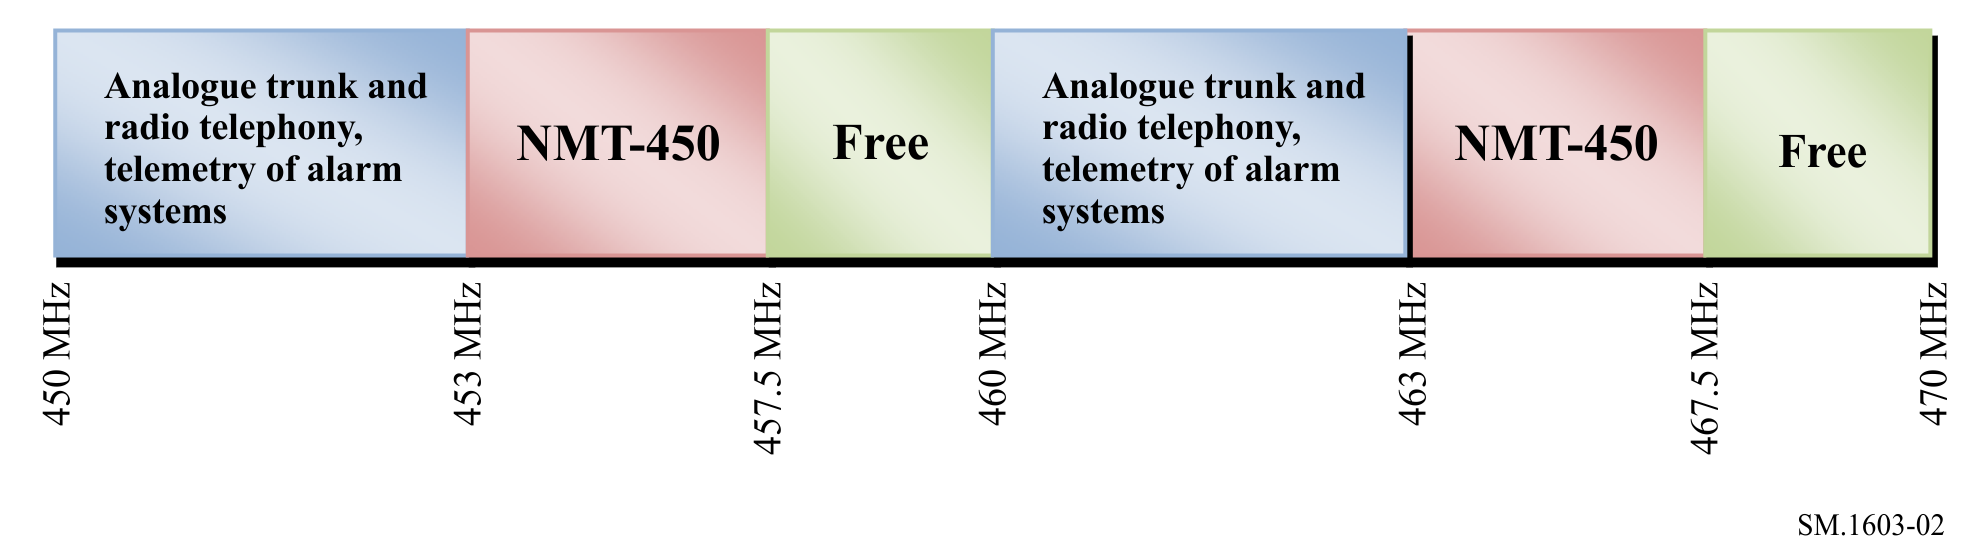 Analogue trunk and
radio telephony,
telemetry of alarm
systems
NMT-450
Free
Analogue trunk and
radio telephony,
telemetry of alarm
systems
NMT-450
Free
450 MHz
453 MHz
457.5 MHz
460 MHz
463 MHz
467.5 MHz
470 MHz
SM.1603-02